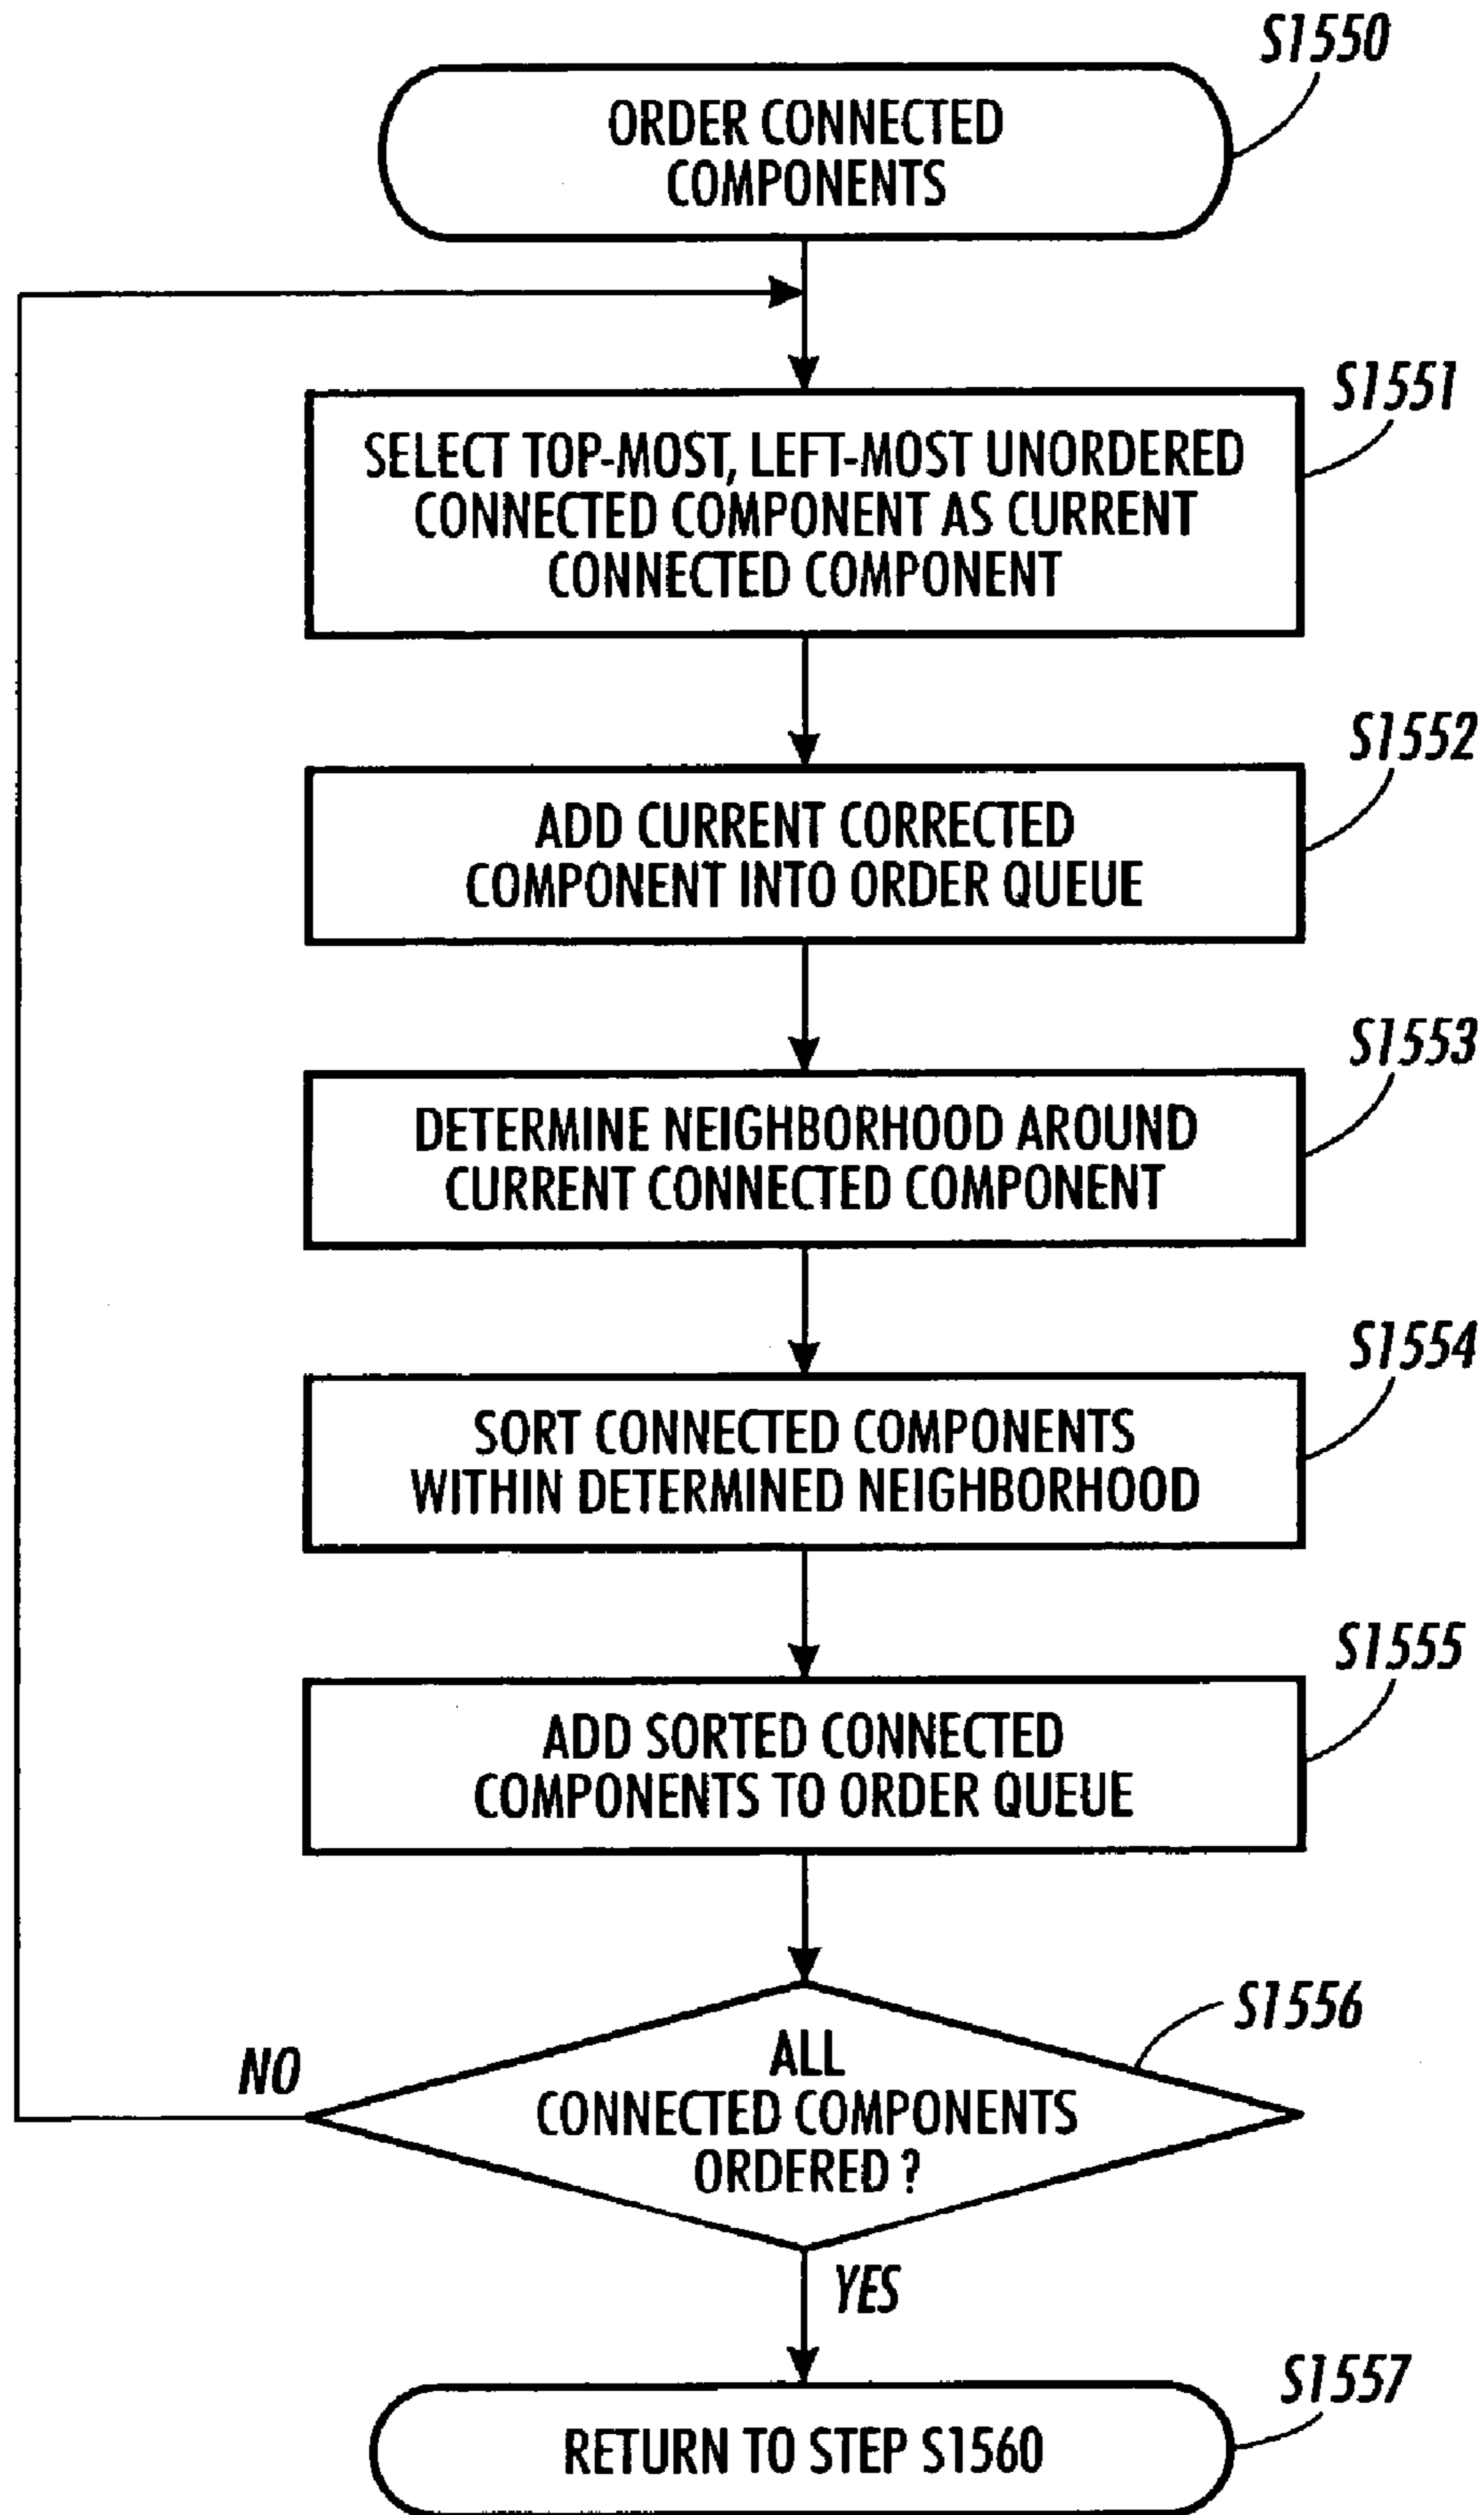 S1550
ORDER CONNECTED
COMPONENTS
S1551
SELECT TOP-MOST, LEFT-MOST UNORDERED
CONNECTED COMPONENT AS CURRENT
CONNECTED COMPONENT
S1552
ADD CURRENT CORRECTED
COMPONENT INTO ORDER QUEUE
S1553
DETERMINE NEIGHBORHOOD AROUND
CURRENT CONNECTED COMPONENT
S1554
SORT CONNECTED COMPONENTS
WITHIN DETERMINED NEIGHBORHOOD
S1555
ADD SORTED CONNECTED
COMPONENTS TO ORDER QUEUE
S1556
ALL
CONNECTED COMPONENTS
ORDERED ?
NO
YES
S1557
RETURN TO STEP S1560